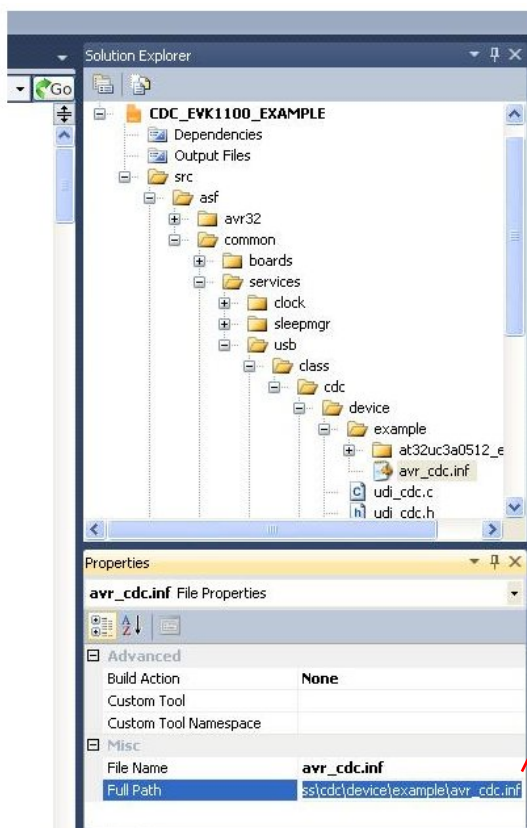 Solution Explorer
Go
CDC_EVK1100_EXAMPLE
Dependencies
Output Files
src
asf
avr32
common
boards
services
clock
sleepmgr
usb
class
cdc
device
example
at32uc3a0512_e
avr_cdc.inf
udi_cdc.c
udi_cdc.h
Properties
avr_cdc.inf File Properties
Advanced
Build Action None
Custom Tool
Custom Tool Namespace
Misc
File Name avr_cdc.inf
Full Path ss\cdc\device\example\avr_cdc.inf